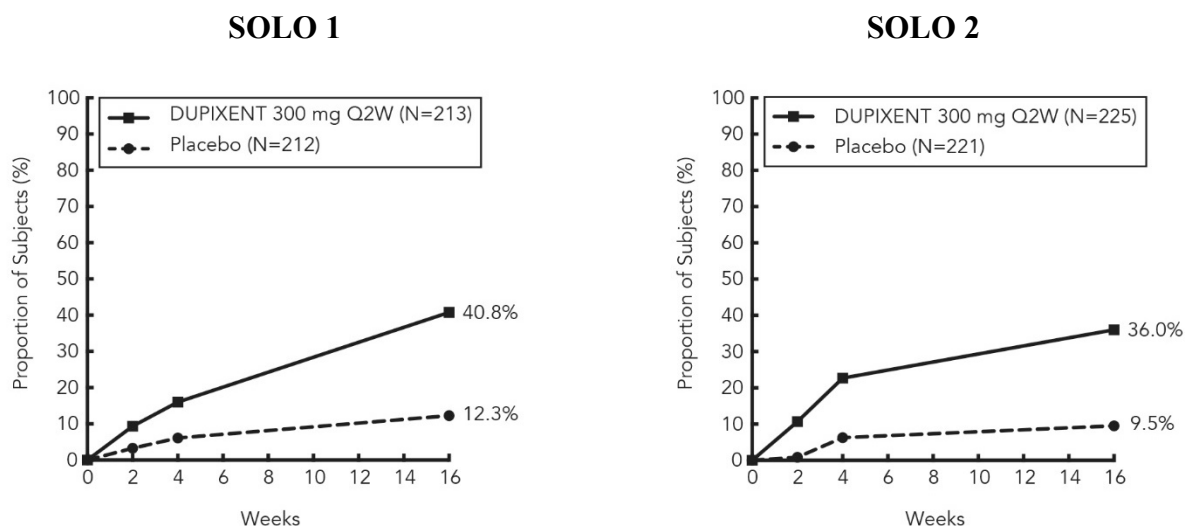 SOLO 1
DUPIXENT 300 mg Q2W (N=213)
Placebo (N=212)
Proportion of Subjects (%)
100
90
80
70
60
50
40
30
20
10
0
40.8%
12.3%
0 2 4 6 8 10 12 14 16
Weeks
SOLO 2
DUPIXENT 300 mg Q2W (N=225)
Placebo (N=221)
Proportion of Subjects (%)
100
90
80
70
60
50
40
30
20
10
0
36.0%
9.5%
0 2 4 6 8 10 12 14 16
Weeks